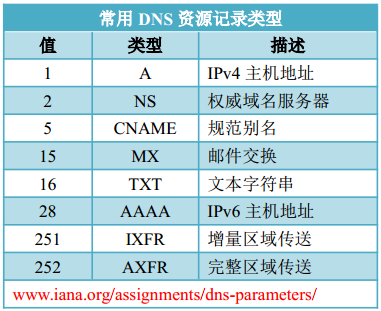 常用 DNS 资源记录类型
值 类型 描述
1 A IPv4 主机地址
2 NS 权威域名服务器
5 CNAME 规范别名
15 MX 邮件交换
16 TXT 文本字符串
28 AAAA IPv6 主机地址
251 IXFR 增量区域传送
252 AXFR 完整区域传送
www.iana.org/assignments/dns-parameters/